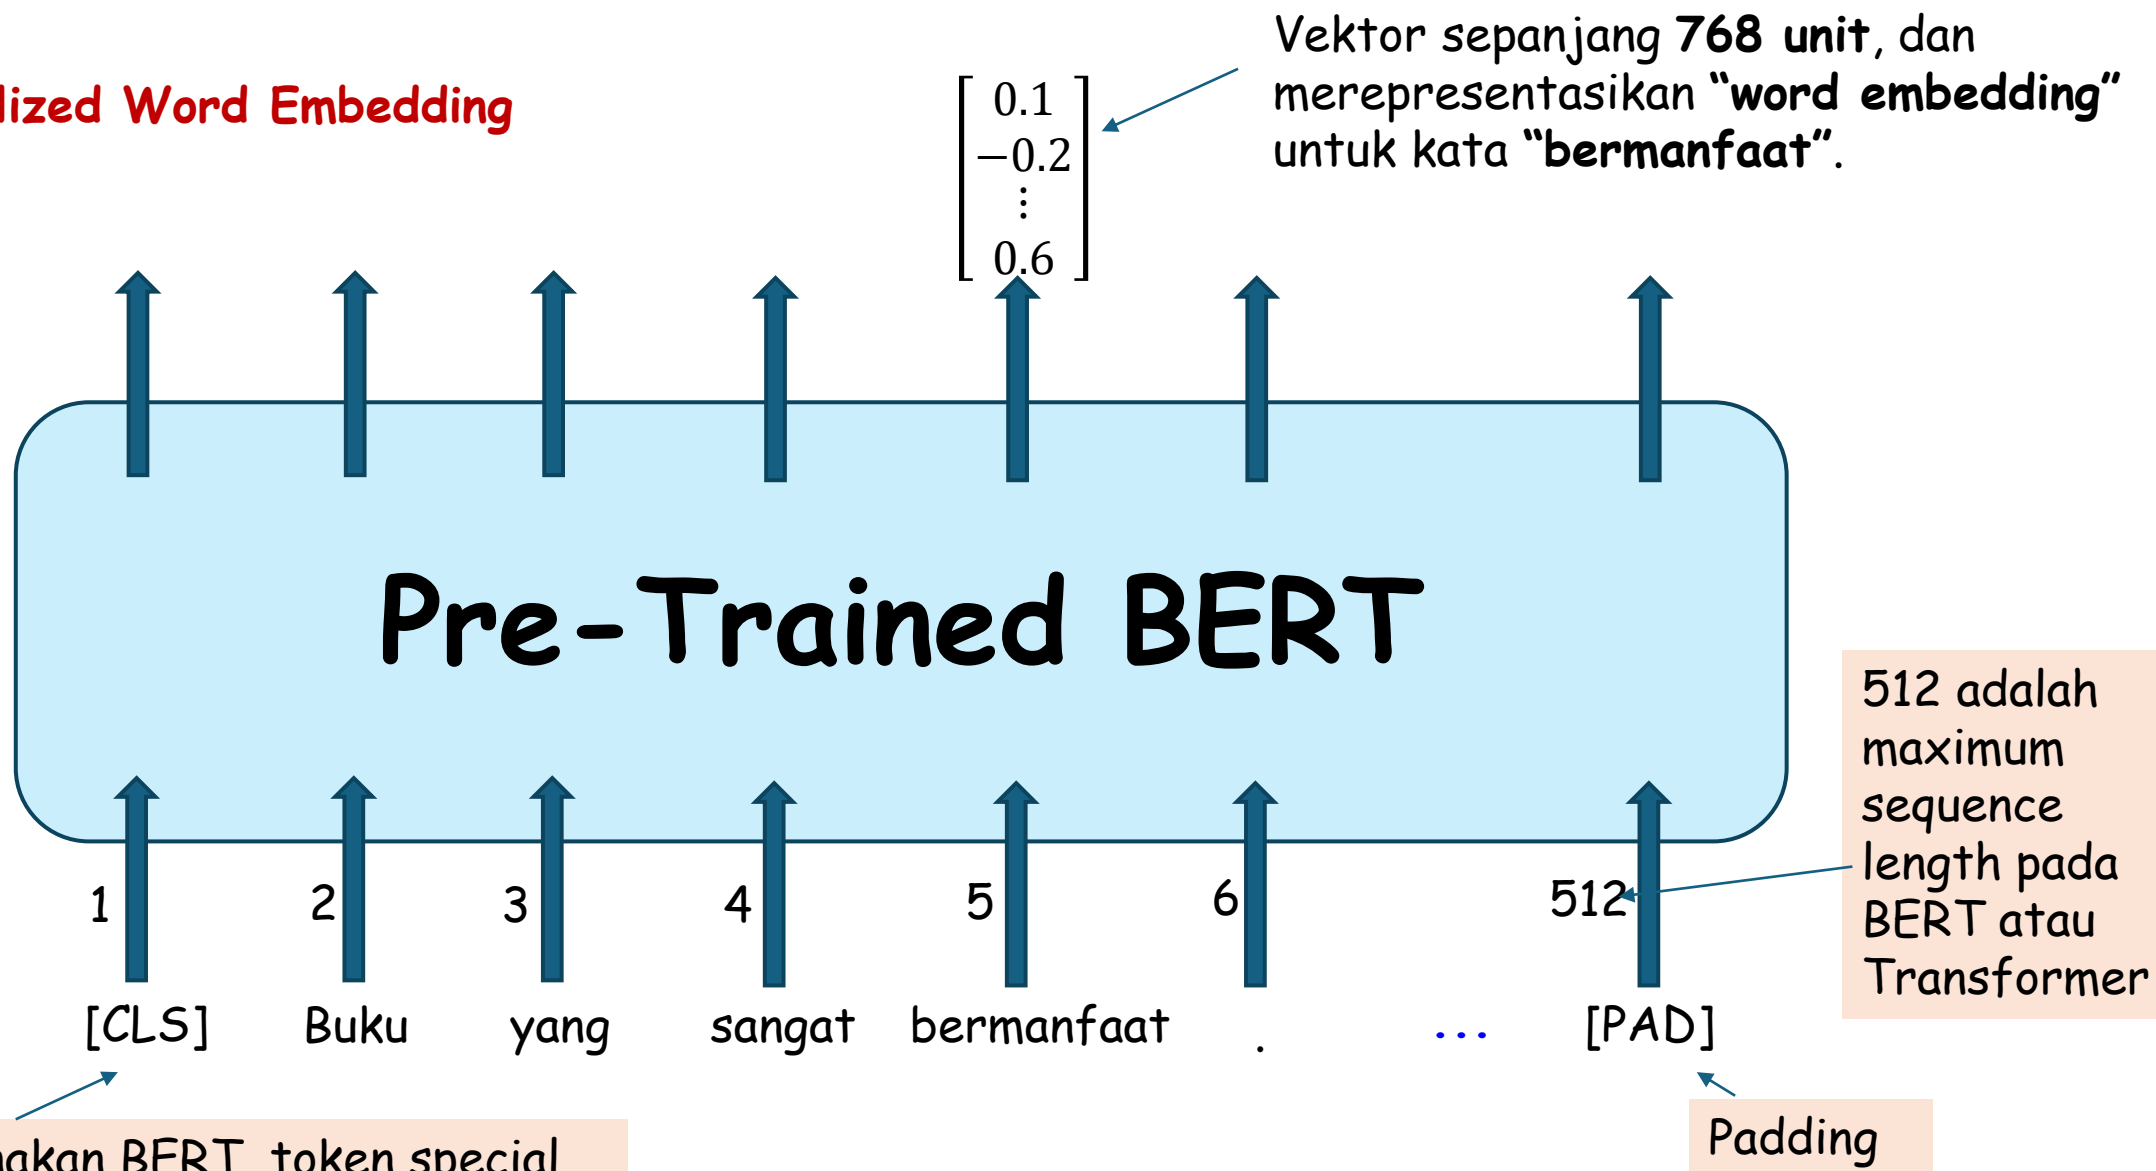 Vektor sepanjang 768 unit, dan
merepresentasikan “word embedding”
untuk kata “bermanfaat”.
lized Word Embedding
0.1
−0.2
⋮
0.6
Pre-Trained BERT
512 adalah
maximum
sequence
length pada
BERT atau
Transformer
1 2 3 4 5 6 512
[CLS] Buku yang sangat bermanfaat . ... [PAD]
nakan BERT, token special
Padding